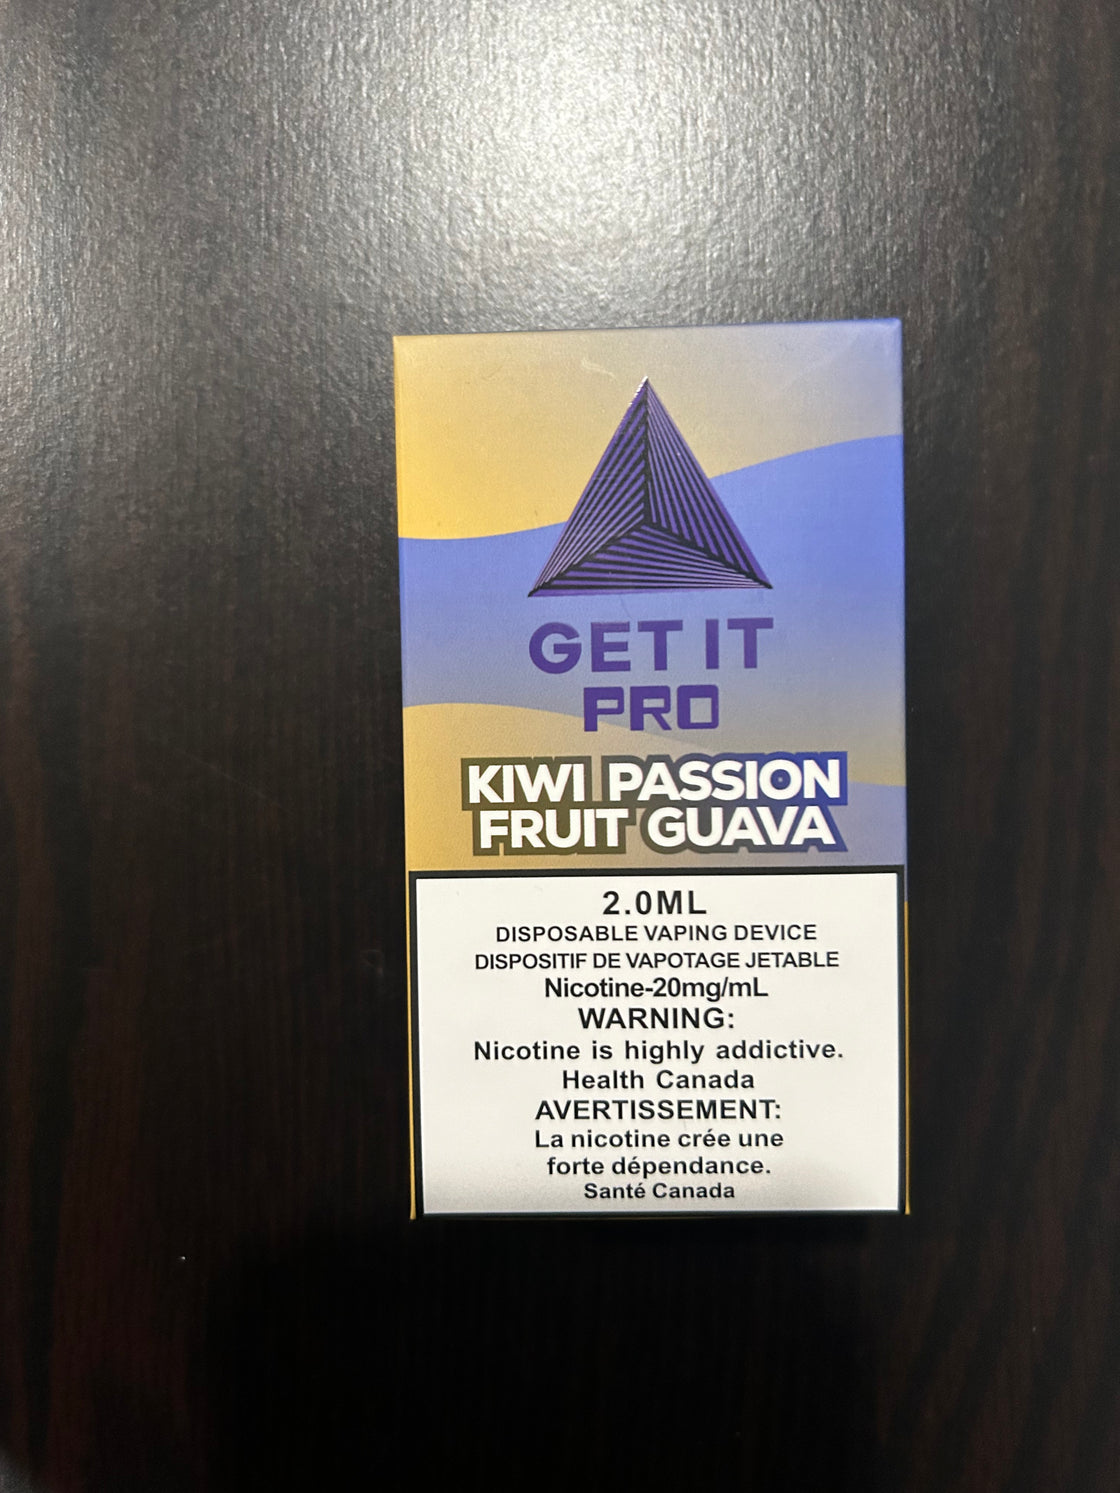 GET IT
PRO
KIWI PASSION
FRUIT GUAVA
2.0ML
DISPOSABLE VAPING DEVICE
DISPOSITIF DE VAPOTAGE JETABLE
Nicotine-20mg/mL
WARNING:
Nicotine is highly addictive.
Health Canada
AVERTISSEMENT:
La nicotine crée une
forte dépendance.
Santé Canada